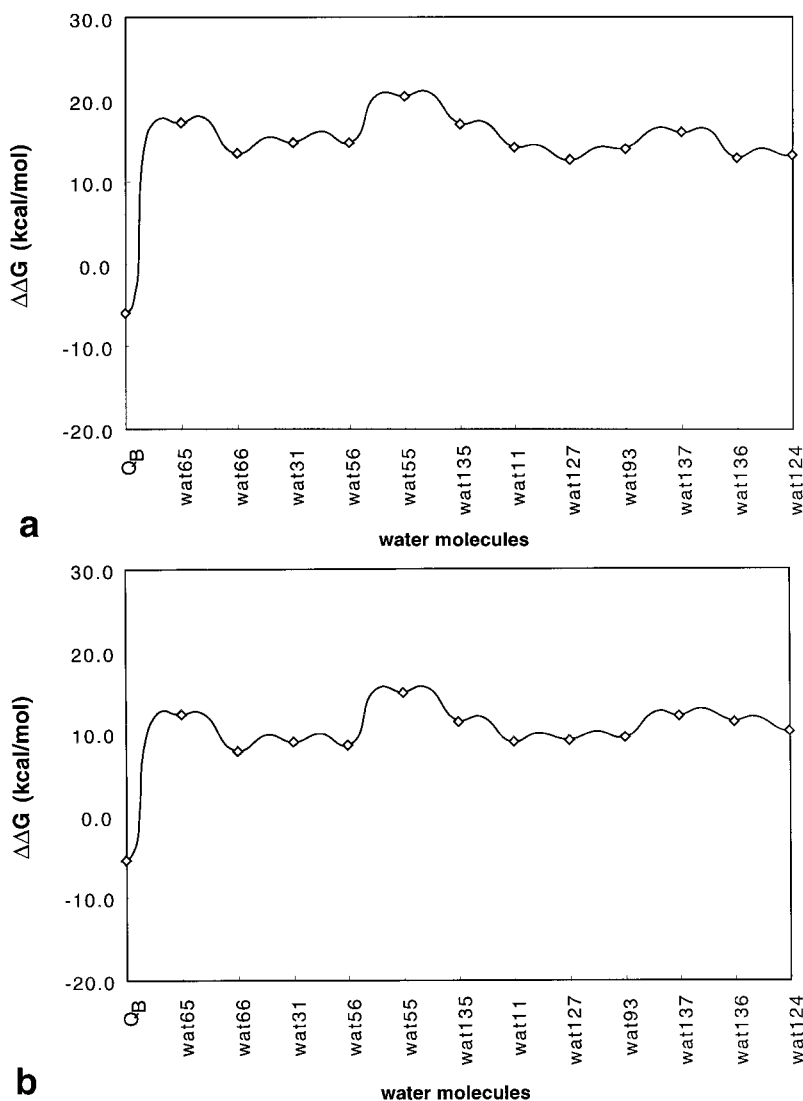 30.0
20.0
10.0
0.0
-10.0
-20.0
ΔΔG (kcal/mol)
QB
wat65
wat66
wat31
wat56
wat55
wat135
wat11
wat127
wat93
wat137
wat136
wat124
water molecules
a
30.0
20.0
10.0
0.0
-10.0
-20.0
ΔΔG (kcal/mol)
QB
wat65
wat66
wat31
wat56
wat55
wat135
wat11
wat127
wat93
wat137
wat136
wat124
water molecules
b